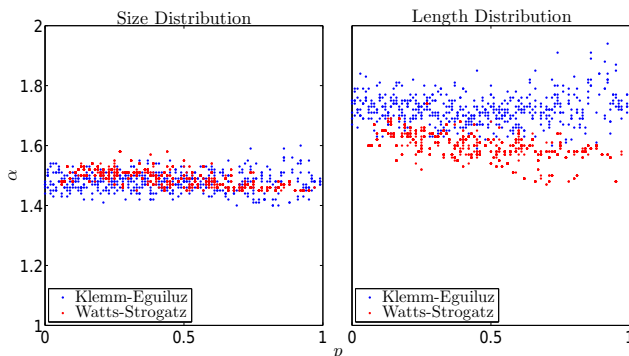 Size Distribution
Length Distribution
2
1.8
1.6
α
1.4
1.2
1
Klemm-Eguiluz
Watts-Strogatz
Klemm-Eguiluz
Watts-Strogatz
0 0.5 1
0 0.5 1
p